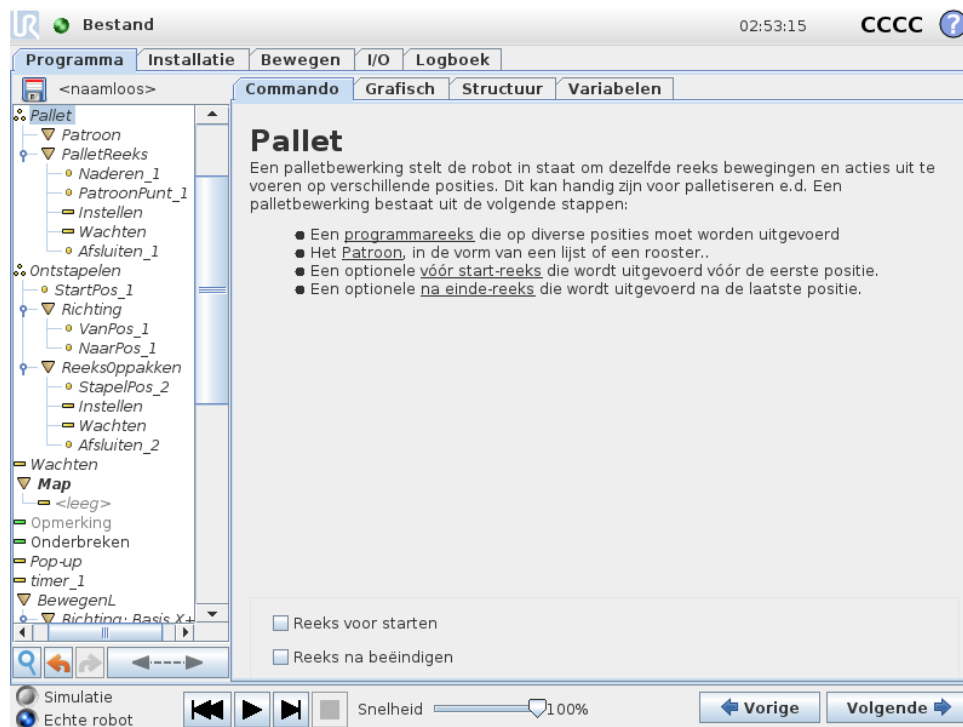 UR Bestand 02:53:15 CCCC ?
Programma Installatie Bewegen I/O Logboek
<naamloos>
Commando Grafisch Structuur Variabelen
Pallet
Patroon
PalletReeks
Naderen_1
PatroonPunt_1
Instellen
Wachten
Afsluiten_1
Ontstapelen
StartPos_1
Richting
VanPos_1
NaarPos_1
ReeksOppakken
StapelPos_2
Instellen
Wachten
Afsluiten_2
Wachten
Map
<leeg>
Opmerking
Onderbreken
Pop-up
timer_1
BewegenL
Richting: Basis X+
Pallet
Een palletbewerking stelt de robot in staat om dezelfde reeks bewegingen en acties uit te
voeren op verschillende posities. Dit kan handig zijn voor palletiseren e.d. Een
palletbewerking bestaat uit de volgende stappen:
● Een programmareeks die op diverse posities moet worden uitgevoerd
● Het Patroon, in de vorm van een lijst of een rooster..
● Een optionele vóór start-reeks die wordt uitgevoerd vóór de eerste positie.
● Een optionele na einde-reeks die wordt uitgevoerd na de laatste positie.
Reeks voor starten
Reeks na beëindigen
Simulatie
Echte robot
Snelheid 100%
Vorige Volgende